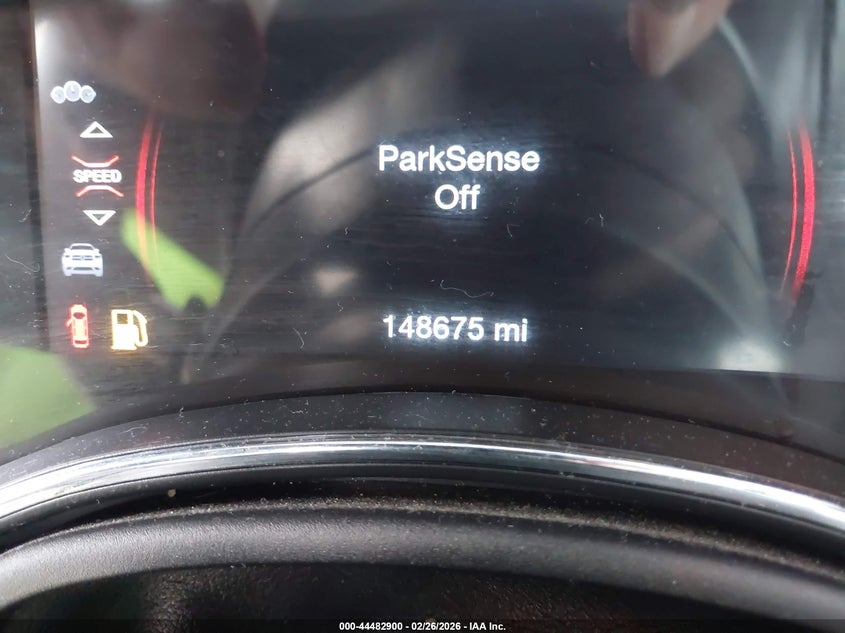 ParkSense
Off
SPEED
148675 mi
000-44482900 - 02/26/2026 - IAA Inc.